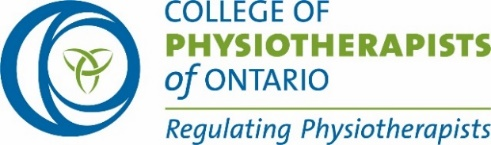 COLLEGE OF
PHYSIOTHERAPISTS
of ONTARIO
Regulating Physiotherapists